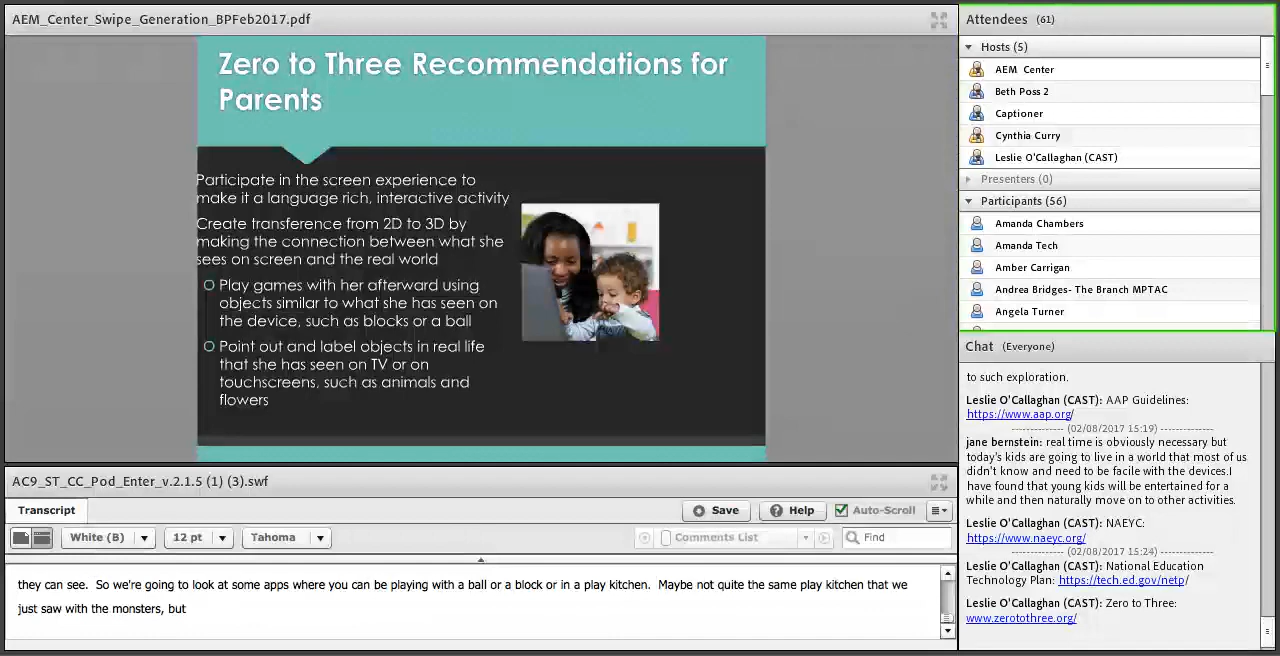 AEM_Center_Swipe_Generation_BPFeb2017.pdf
Zero to Three Recommendations for
Parents
Participate in the screen experience to
make it a language rich, interactive activity
Create transference from 2D to 3D by
making the connection between what she
sees on screen and the real world
Play games with her afterward using
objects similar to what she has seen on
the device, such as blocks or a ball
Point out and label objects in real life
that she has seen on TV or on
touchscreens, such as animals and
flowers
AC9_ST_CC_Pod_Enter_v.2.1.5 (1) (3).swf
Transcript
Save
Help
Auto-Scroll
White (B)
12 pt
Tahoma
Comments List
Find
they can see. So we're going to look at some apps where you can be playing with a ball or a block or in a play kitchen. Maybe not quite the same play kitchen that we
just saw with the monsters, but
Attendees (61)
Hosts (5)
AEM Center
Beth Poss 2
Captioner
Cynthia Curry
Leslie O'Callaghan (CAST)
Presenters (0)
Participants (56)
Amanda Chambers
Amanda Tech
Amber Carrigan
Andrea Bridges- The Branch MPTAC
Angela Turner
Chat (Everyone)
to such exploration.
Leslie O'Callaghan (CAST): AAP Guidelines:
https://www.aap.org/
-------------- (02/08/2017 15:19) --------------
jane bernstein: real time is obviously necessary but
today's kids are going to live in a world that most of us
didn't know and need to be facile with the devices.I
have found that young kids will be entertained for a
while and then naturally move on to other activities.
Leslie O'Callaghan (CAST): NAEYC:
https://www.naeyc.org/
-------------- (02/08/2017 15:24) --------------
Leslie O'Callaghan (CAST): National Education
Technology Plan: https://tech.ed.gov/netp/
Leslie O'Callaghan (CAST): Zero to Three:
www.zerotothree.org/